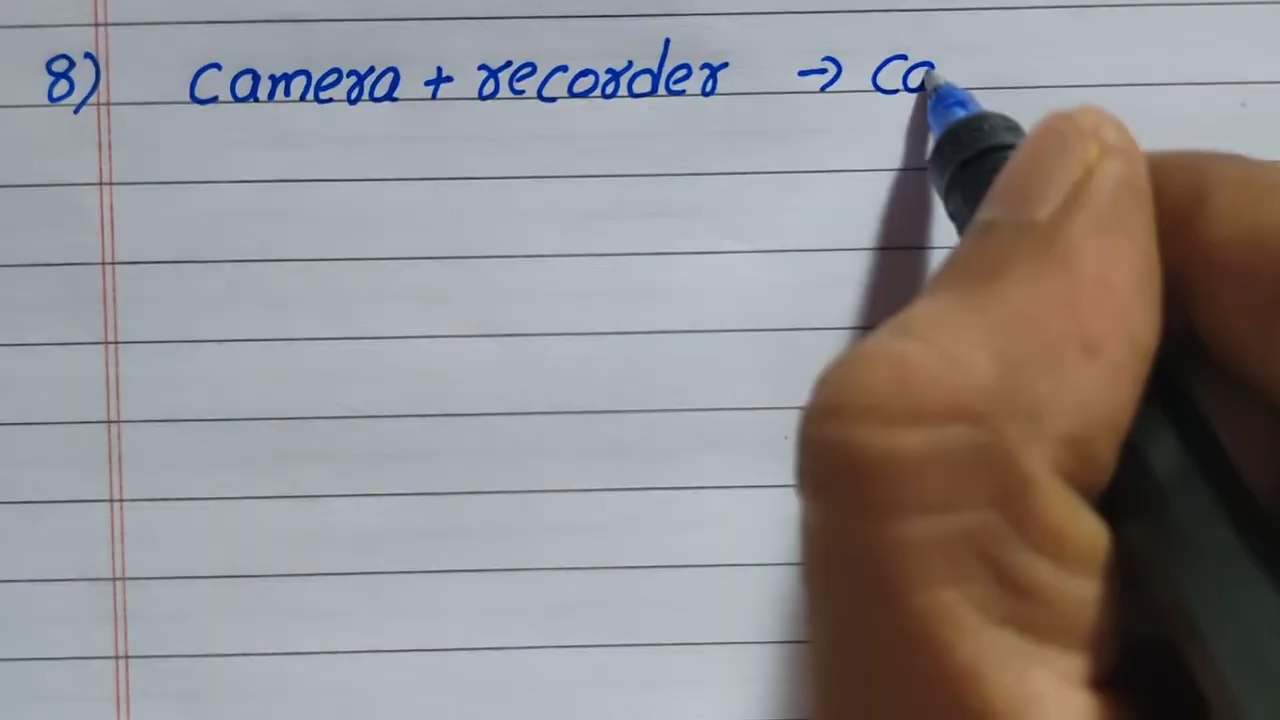 8) Camera + recorder → Ca